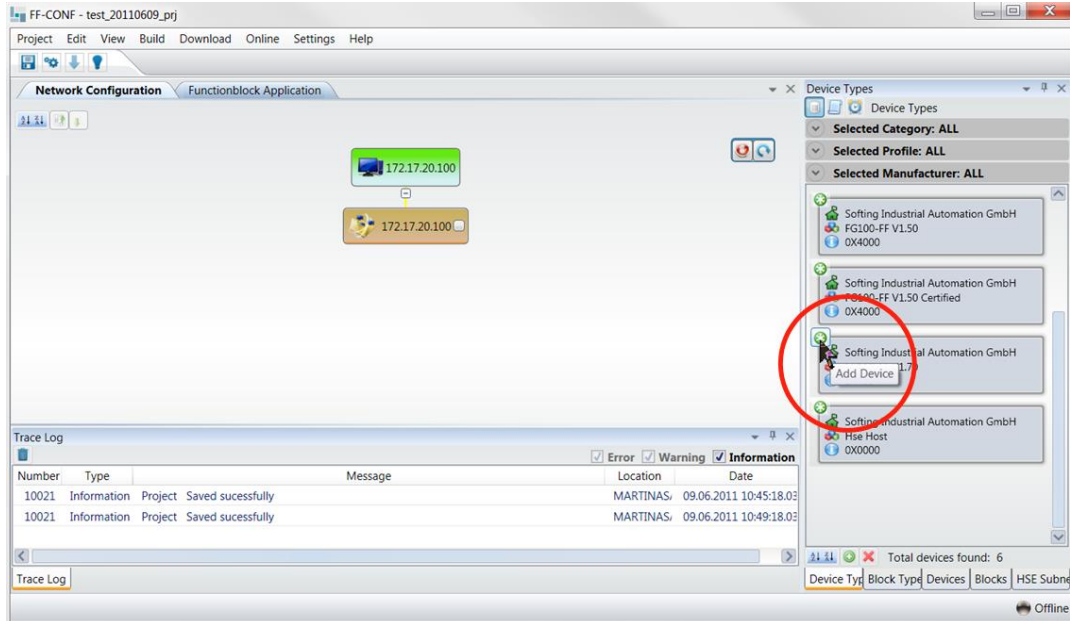 FF-CONF - test_20110609_prj
Project Edit View Build Download Online Settings Help
Network Configuration Functionblock Application
172.17.20.100
172.17.20.100
Device Types
Device Types
Selected Category: ALL
Selected Profile: ALL
Selected Manufacturer: ALL
Softing Industrial Automation GmbH
FG100-FF V1.50
0X4000
Softing Industrial Automation GmbH
FG100-FF V1.50 Certified
0X4000
Softing Industrial Automation GmbH
Add Device
Softing Industrial Automation GmbH
Hse Host
0X0000
Total devices found: 6
Device Typ Block Type Devices Blocks HSE Subne
Trace Log
Error Warning Information
Number Type Message Location Date
10021 Information Project Saved sucessfully MARTINAS 09.06.2011 10:45:18.03
10021 Information Project Saved sucessfully MARTINAS 09.06.2011 10:49:18.03
Trace Log
Offline